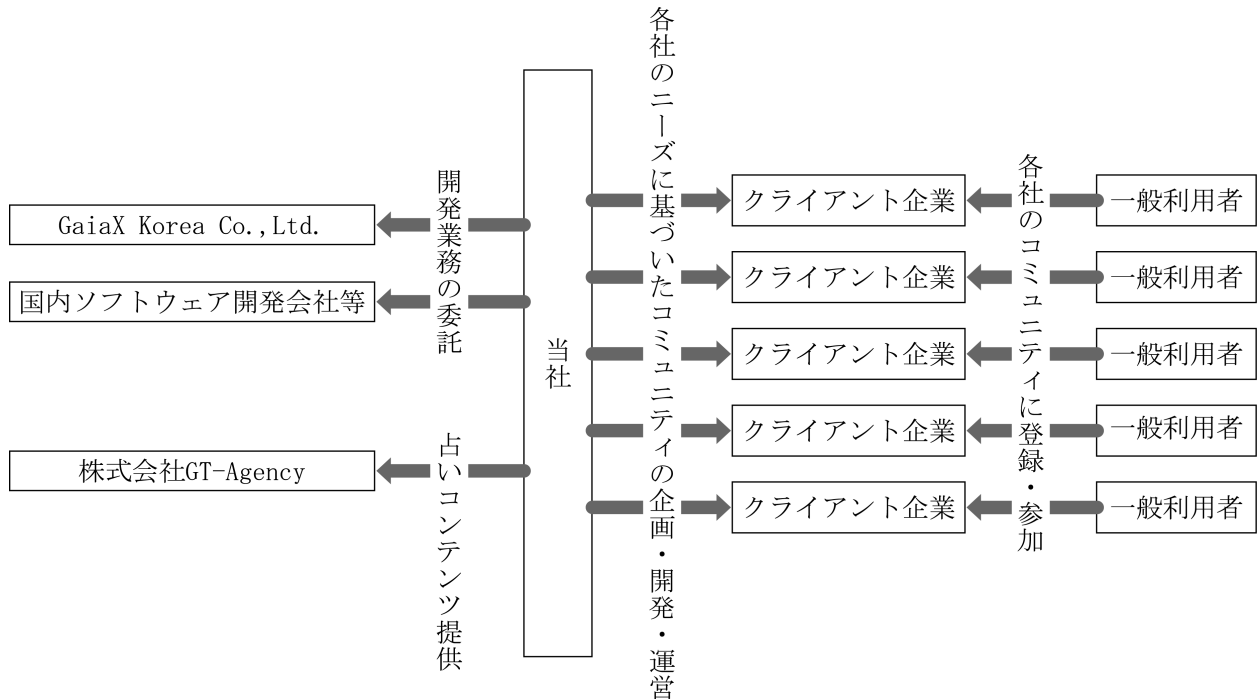 GaiaX Korea Co.,Ltd.
国内ソフトウェア開発会社等
株式会社GT-Agency
開発業務の委託
占いコンテンツ提供
当社
各社のニーズに基づいたコミュニティの企画・開発・運営
クライアント企業
クライアント企業
クライアント企業
クライアント企業
クライアント企業
各社のコミュニティに登録・参加
一般利用者
一般利用者
一般利用者
一般利用者
一般利用者